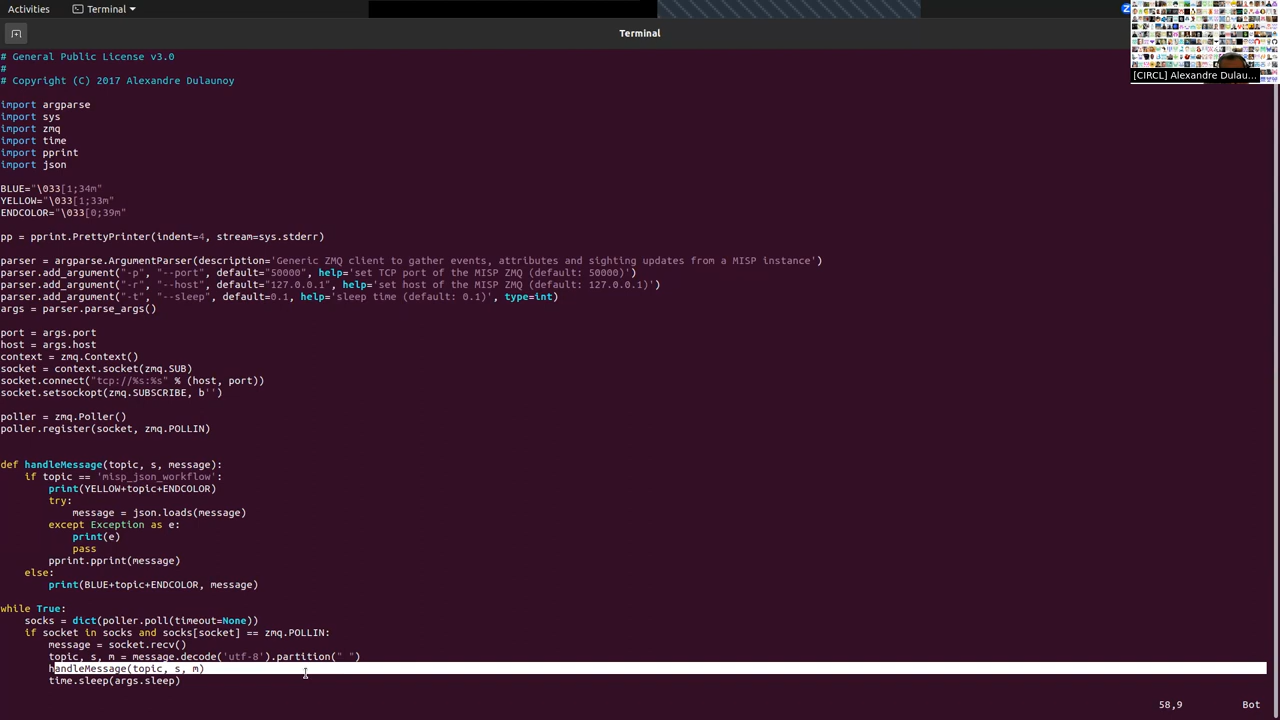 Activities
Terminal
Terminal
[CIRCL] Alexandre Dulau...
# General Public License v3.0
#
# Copyright (C) 2017 Alexandre Dulaunoy
import argparse
import sys
import zmq
import time
import pprint
import json
BLUE="\033[1;34m"
YELLOW="\033[1;33m"
ENDCOLOR="\033[0;39m"
pp = pprint.PrettyPrinter(indent=4, stream=sys.stderr)
parser = argparse.ArgumentParser(description='Generic ZMQ client to gather events, attributes and sighting updates from a MISP instance')
parser.add_argument("-p", "--port", default="50000", help='set TCP port of the MISP ZMQ (default: 50000)')
parser.add_argument("-r", "--host", default="127.0.0.1", help='set host of the MISP ZMQ (default: 127.0.0.1)')
parser.add_argument("-t", "--sleep", default=0.1, help='sleep time (default: 0.1)', type=int)
args = parser.parse_args()
port = args.port
host = args.host
context = zmq.Context()
socket = context.socket(zmq.SUB)
socket.connect("tcp://%s:%s" % (host, port))
socket.setsockopt(zmq.SUBSCRIBE, b'')
poller = zmq.Poller()
poller.register(socket, zmq.POLLIN)
def handleMessage(topic, s, message):
    if topic == 'misp_json_workflow':
        print(YELLOW+topic+ENDCOLOR)
        try:
            message = json.loads(message)
        except Exception as e:
            print(e)
            pass
        pprint.pprint(message)
    else:
        print(BLUE+topic+ENDCOLOR, message)
while True:
    socks = dict(poller.poll(timeout=None))
    if socket in socks and socks[socket] == zmq.POLLIN:
        message = socket.recv()
        topic, s, m = message.decode('utf-8').partition(" ")
        handleMessage(topic, s, m)
        time.sleep(args.sleep)
58,9
Bot